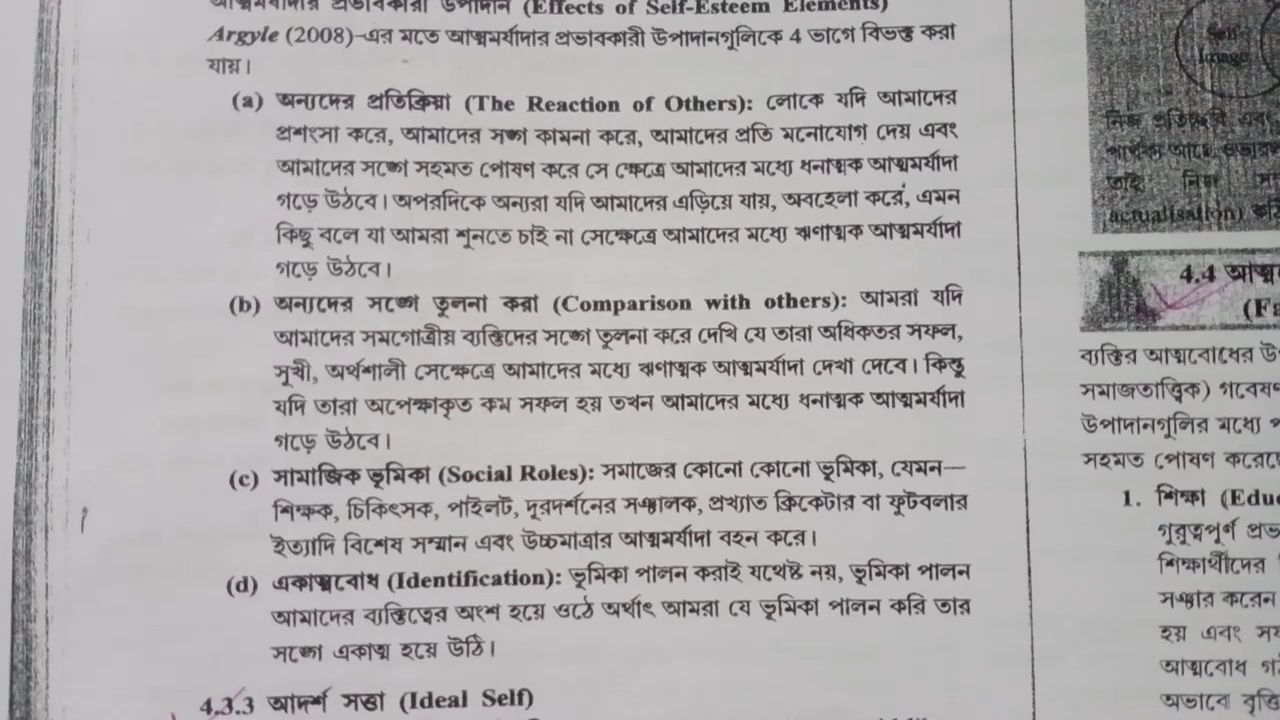 আত্মমর্যাদার প্রভাবকারী উপাদান (Effects of Self-Esteem Elements)
Argyle (2008)-এর মতে আত্মমর্যাদার প্রভাবকারী উপাদানগুলিকে 4 ভাগে বিভক্ত করা
যায়।
(a) অন্যদের প্রতিক্রিয়া (The Reaction of Others): লোকে যদি আমাদের
প্রশংসা করে, আমাদের সঙ্গ কামনা করে, আমাদের প্রতি মনোযোগ দেয় এবং
আমাদের সঙ্গে সহমত পোষণ করে সে ক্ষেত্রে আমাদের মধ্যে ধনাত্মক আত্মমর্যাদা
গড়ে উঠবে। অপরদিকে অন্যরা যদি আমাদের এড়িয়ে যায়, অবহেলা করে, এমন
কিছু বলে যা আমরা শুনতে চাই না সেক্ষেত্রে আমাদের মধ্যে ঋণাত্মক আত্মমর্যাদা
গড়ে উঠবে।
(b) অন্যদের সঙ্গে তুলনা করা (Comparison with others): আমরা যদি
আমাদের সমগোত্রীয় ব্যক্তিদের সঙ্গে তুলনা করে দেখি যে তারা অধিকতর সফল,
সুখী, অর্থশালী সেক্ষেত্রে আমাদের মধ্যে ঋণাত্মক আত্মমর্যাদা দেখা দেবে। কিন্তু
যদি তারা অপেক্ষাকৃত কম সফল হয় তখন আমাদের মধ্যে ধনাত্মক আত্মমর্যাদা
গড়ে উঠবে।
(c) সামাজিক ভূমিকা (Social Roles): সমাজের কোনো কোনো ভূমিকা, যেমন—
শিক্ষক, চিকিৎসক, পাইলট, দূরদর্শনের সঞ্চালক, প্রখ্যাত ক্রিকেটার বা ফুটবলার
ইত্যাদি বিশেষ সম্মান এবং উচ্চমাত্রার আত্মমর্যাদা বহন করে।
(d) একাত্মবোধ (Identification): ভূমিকা পালন করাই যথেষ্ট নয়, ভূমিকা পালন
আমাদের ব্যক্তিত্বের অংশ হয়ে ওঠে অর্থাৎ আমরা যে ভূমিকা পালন করি তার
সঙ্গে একাত্ম হয়ে উঠি।
4.3.3 আদর্শ সত্তা (Ideal Self)
Self
Image
নিজ প্রতিচ্ছবি এবং
পার্থক্য আছে
তাই নিজ
actualisation)
4.4
ব্যক্তির আত্মবোধের
সমাজতাত্ত্বিক)
উপাদানগুলির মধ্যে
সহমত পোষণ
1. শিক্ষা
গুরুত্বপূর্ণ
শিক্ষার্থীদের
সঞ্চার করেন
হয় এবং
আত্মবোধ
অভাবে